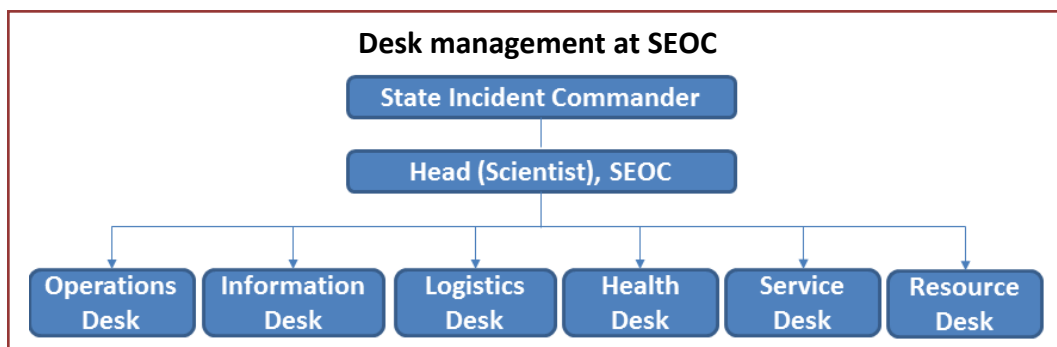 Desk management at SEOC
State Incident Commander
Head (Scientist), SEOC
Operations
Desk
Information
Desk
Logistics
Desk
Health
Desk
Service
Desk
Resource
Desk